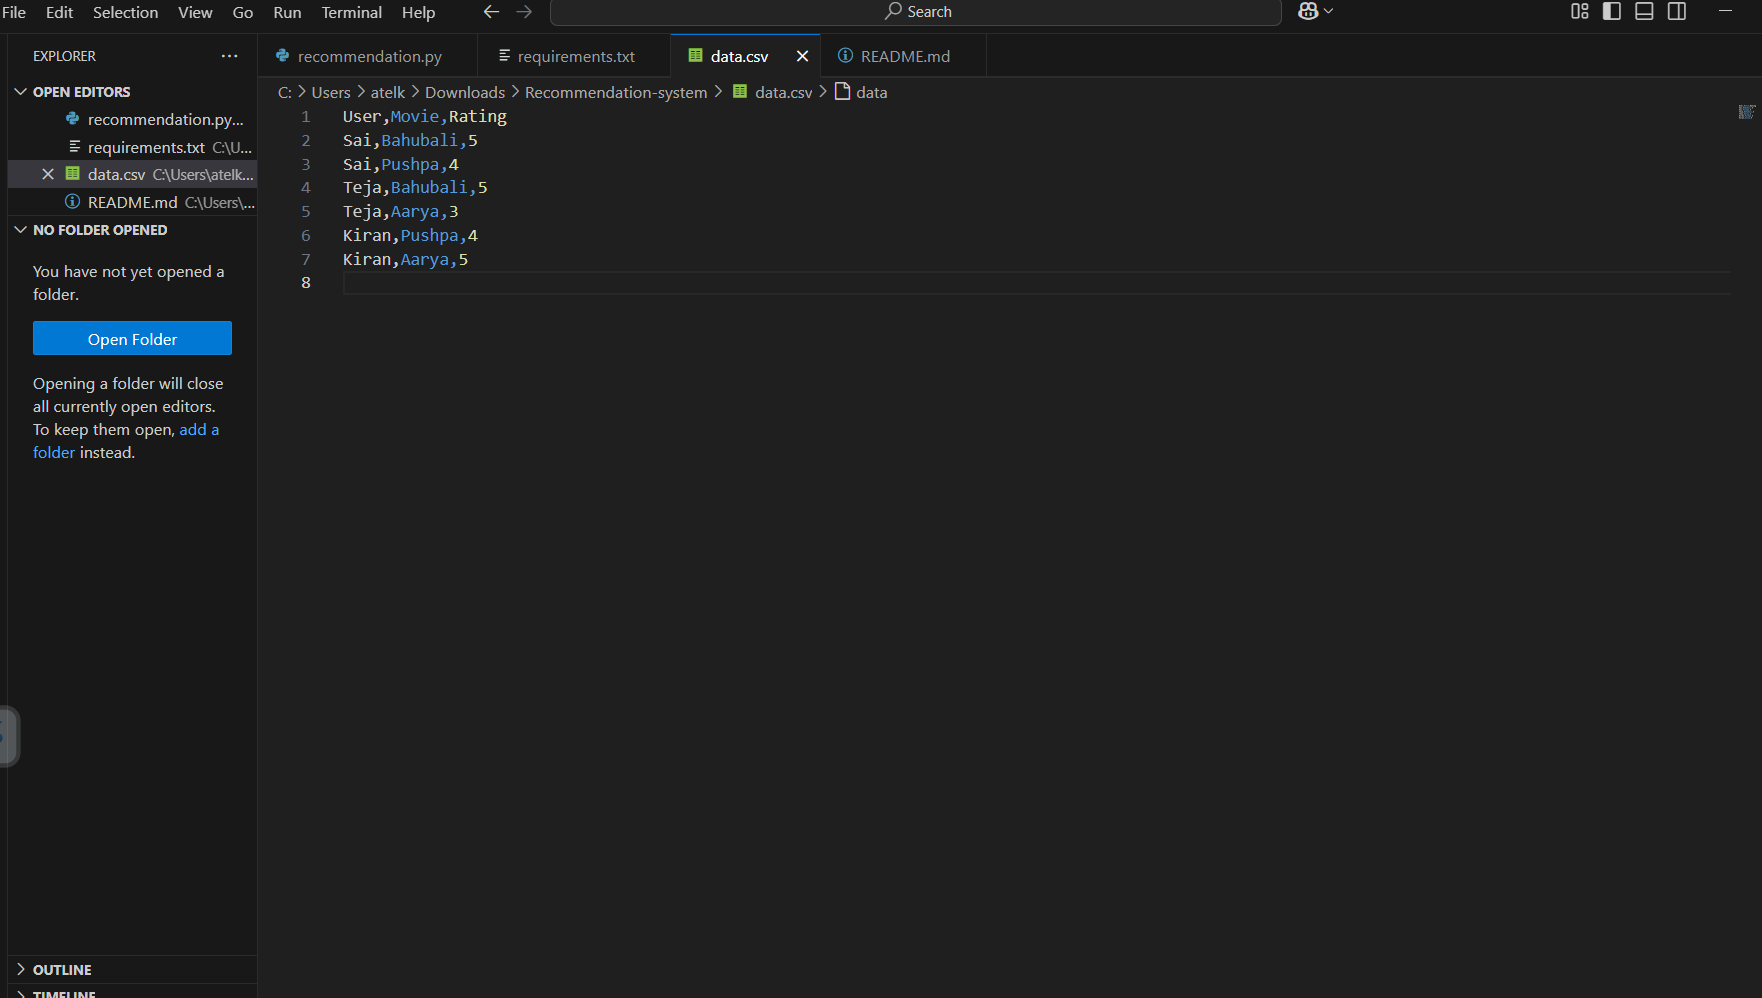 File Edit Selection View Go Run Terminal Help
Search
EXPLORER ...
OPEN EDITORS
recommendation.py...
requirements.txt C:\U...
data.csv C:\Users\atelk...
README.md C:\Users\...
NO FOLDER OPENED
You have not yet opened a
folder.
Open Folder
Opening a folder will close
all currently open editors.
To keep them open, add a
folder instead.
OUTLINE
TIMELINE
recommendation.py requirements.txt data.csv README.md
C: > Users > atelk > Downloads > Recommendation-system > data.csv > data
1 User,Movie,Rating
2 Sai,Bahubali,5
3 Sai,Pushpa,4
4 Teja,Bahubali,5
5 Teja,Aarya,3
6 Kiran,Pushpa,4
7 Kiran,Aarya,5
8